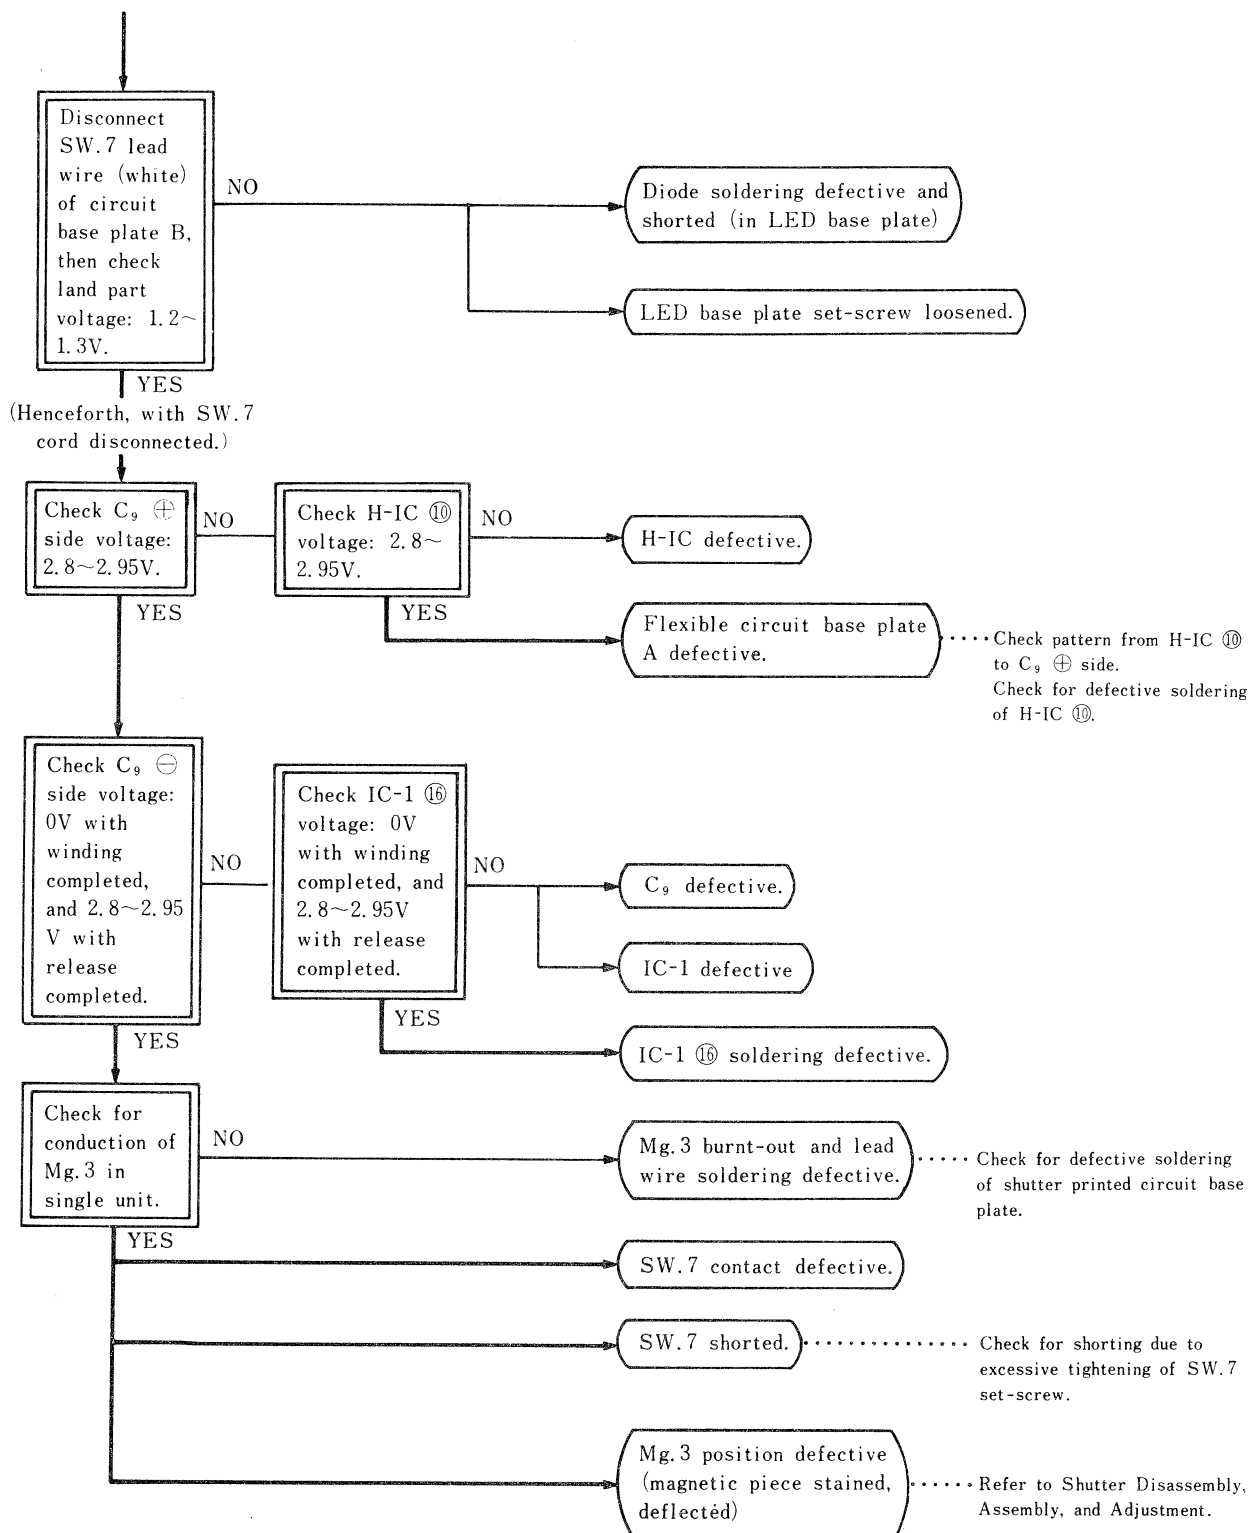 Disconnect
SW.7 lead
wire (white)
of circuit
base plate B,
then check
land part
voltage: 1.2~
1.3V.
NO
Diode soldering defective and
shorted (in LED base plate)
LED base plate set-screw loosened.
YES
(Henceforth, with SW.7
cord disconnected.)
Check C₉ ⊕
side voltage:
2.8~2.95V.
NO
Check H-IC ⑩
voltage: 2.8~
2.95V.
NO
H-IC defective.
YES
YES
Flexible circuit base plate
A defective.
·····Check pattern from H-IC ⑩
to C₉ ⊕ side.
Check for defective soldering
of H-IC ⑩.
Check C₉ ⊖
side voltage:
0V with
winding
completed,
and 2.8~2.95
V with
release
completed.
NO
Check IC-1 ⑯
voltage: 0V
with winding
completed, and
2.8~2.95V
with release
completed.
NO
C₉ defective.
IC-1 defective
YES
IC-1 ⑯ soldering defective.
YES
Check for
conduction of
Mg.3 in
single unit.
NO
Mg.3 burnt-out and lead
wire soldering defective.
····· Check for defective soldering
of shutter printed circuit base
plate.
YES
SW.7 contact defective.
SW.7 shorted.
·············· Check for shorting due to
excessive tightening of SW.7
set-screw.
Mg.3 position defective
(magnetic piece stained,
deflected)
······ Refer to Shutter Disassembly,
Assembly, and Adjustment.